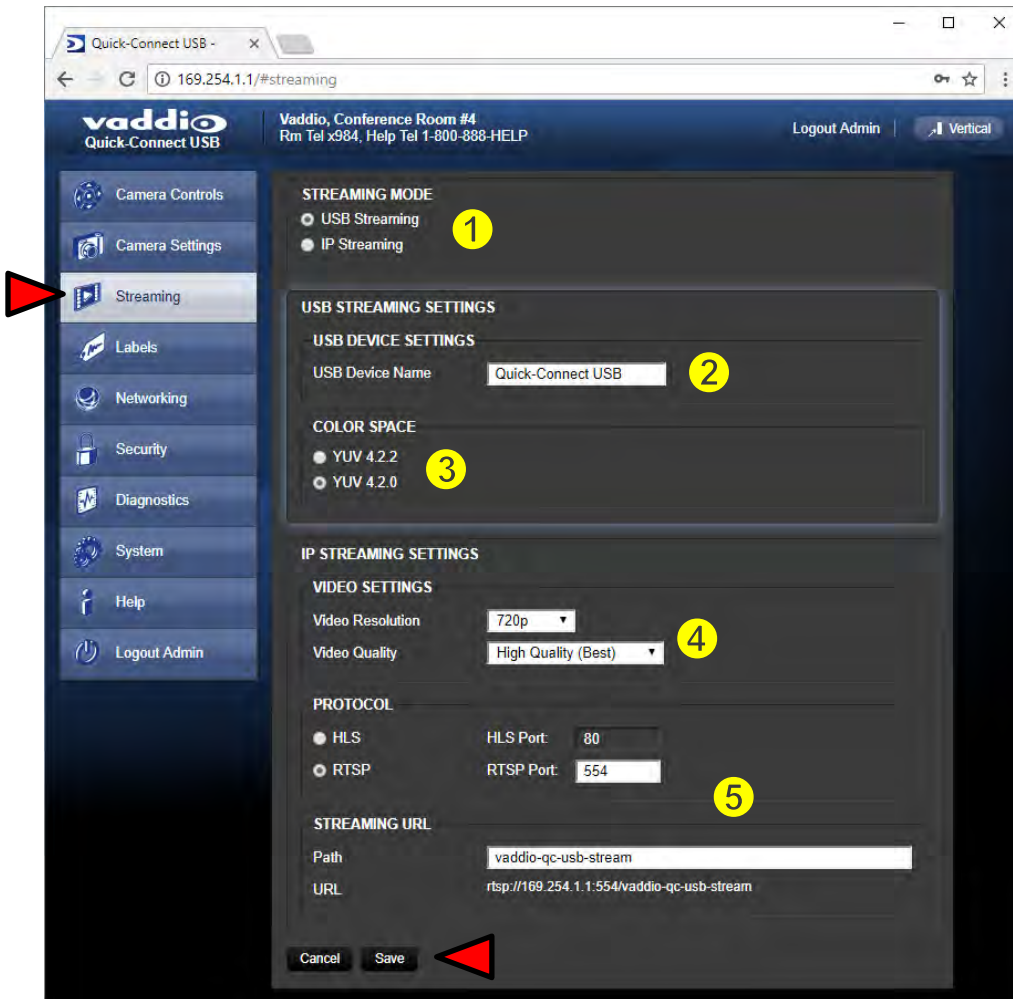 Quick-Connect USB -
169.254.1.1/#streaming
vaddio
Quick-Connect USB
Vaddio, Conference Room #4
Rm Tel x984, Help Tel 1-800-888-HELP
Logout Admin
Vertical
Camera Controls
Camera Settings
Streaming
Labels
Networking
Security
Diagnostics
System
Help
Logout Admin
STREAMING MODE
USB Streaming
IP Streaming
1
USB STREAMING SETTINGS
USB DEVICE SETTINGS
USB Device Name Quick-Connect USB 2
COLOR SPACE
YUV 4.2.2
YUV 4.2.0
3
IP STREAMING SETTINGS
VIDEO SETTINGS
Video Resolution 720p
Video Quality High Quality (Best)
4
PROTOCOL
HLS HLS Port: 80
RTSP RTSP Port: 554
5
STREAMING URL
Path vaddio-qc-usb-stream
URL rtsp://169.254.1.1:554/vaddio-qc-usb-stream
Cancel Save